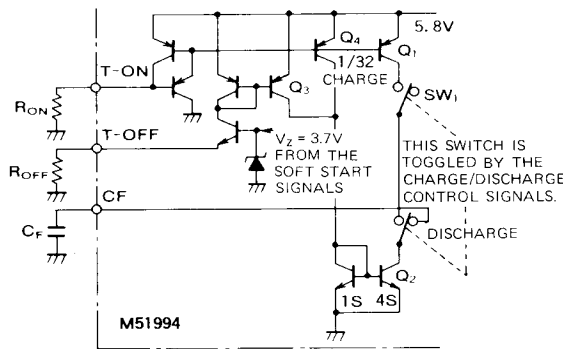 5.8V
Q4
Q1
1/32
CHARGE
T-ON
Q3
SW1
RON
T-OFF
VZ = 3.7V
FROM THE
SOFT START
SIGNALS
THIS SWITCH IS
TOGGLED BY THE
CHARGE/DISCHARGE
CONTROL SIGNALS.
ROFF
CF
CF
DISCHARGE
Q2
1S 4S
M51994